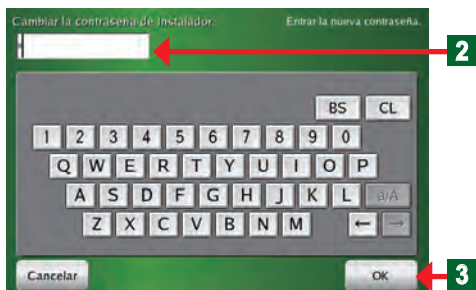 Cambiar la contraseña de instalador. Entrar la nueva contraseña.
2
BS CL
1 2 3 4 5 6 7 8 9 0
Q W E R T Y U I O P
A S D F G H J K L a/A
Z X C V B N M ← →
Cancelar OK 3